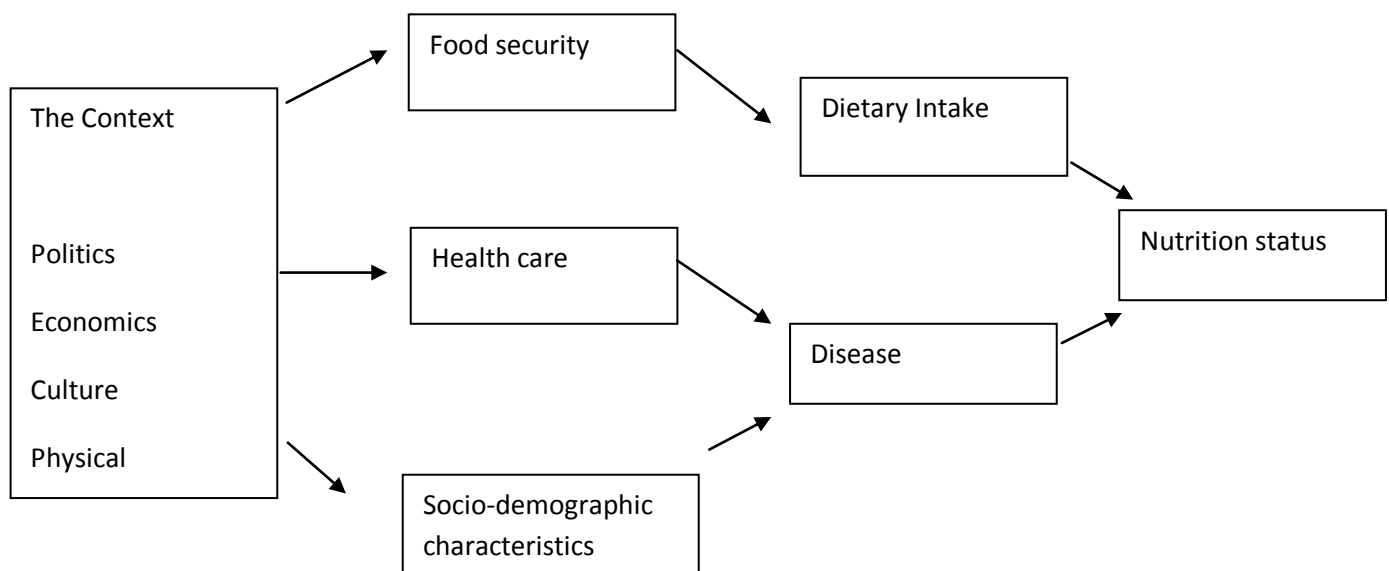 The Context
Politics
Economics
Culture
Physical
Food security
Health care
Socio-demographic
characteristics
Dietary Intake
Disease
Nutrition status